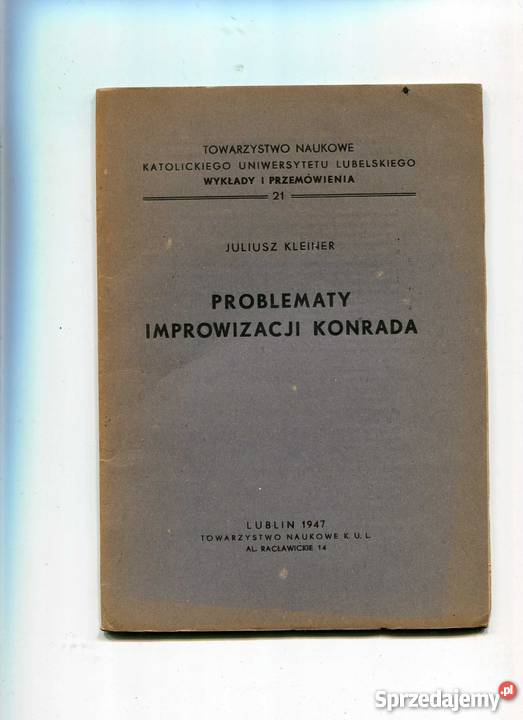 TOWARZYSTWO NAUKOWE
KATOLICKIEGO UNIWERSYTETU LUBELSKIEGO
WYKŁADY I PRZEMÓWIENIA
21
JULIUSZ KLEINER
PROBLEMATY
IMPROWIZACJI KONRADA
LUBLIN 1947
TOWARZYSTWO NAUKOWE K. U. L.
AL. RACŁAWICKIE 14
Sprzedajemy.pl